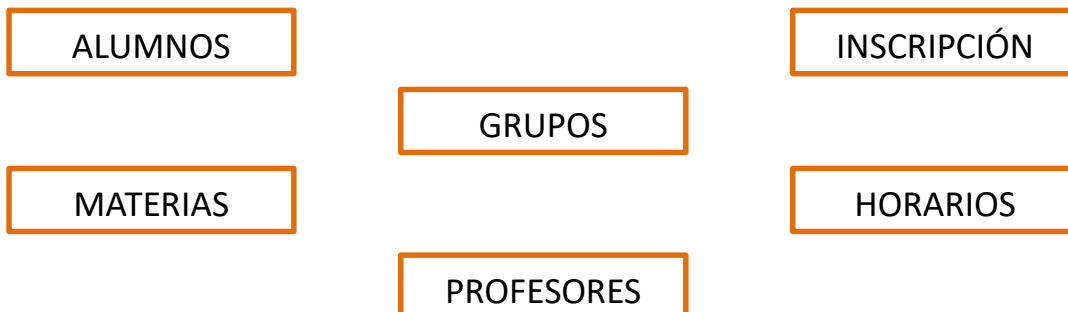 ALUMNOS
INSCRIPCIÓN
GRUPOS
MATERIAS
HORARIOS
PROFESORES